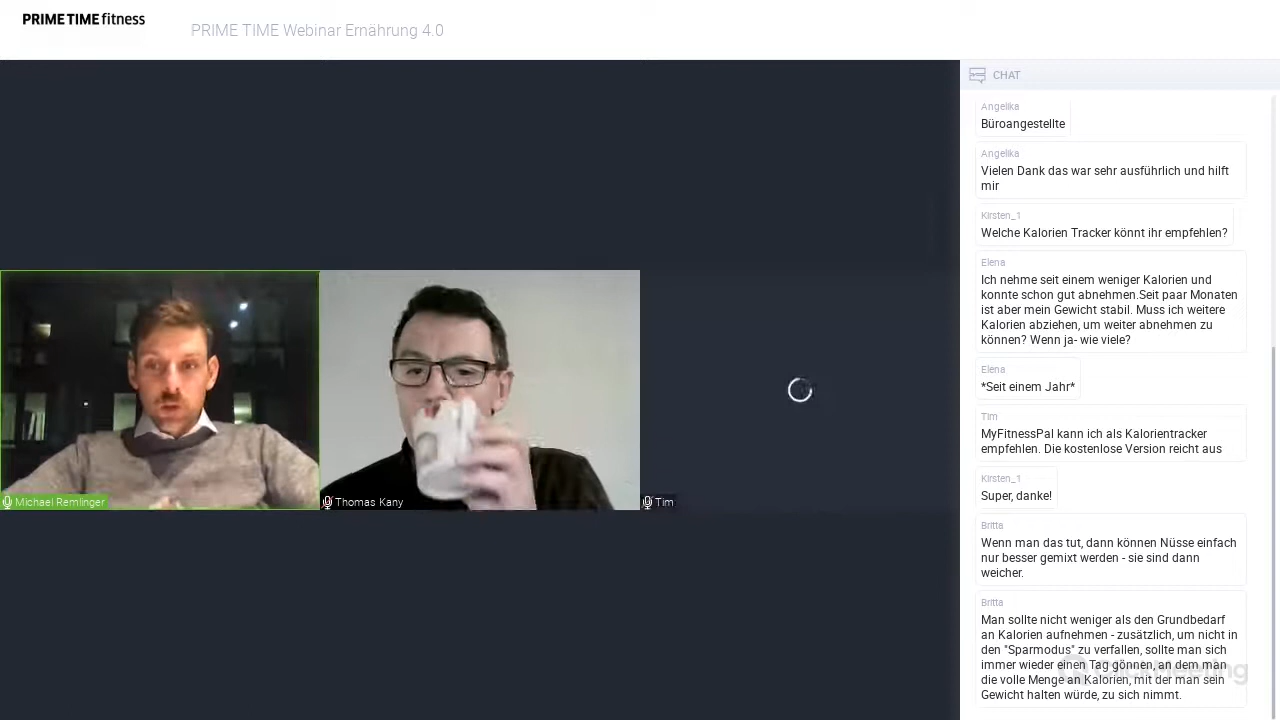 PRIME TIME fitness
PRIME TIME Webinar Ernährung 4.0
CHAT
Angelika
Büroangestellte
Angelika
Vielen Dank das war sehr ausführlich und hilft
mir
Kirsten_1
Welche Kalorien Tracker könnt ihr empfehlen?
Elena
Ich nehme seit einem weniger Kalorien und
konnte schon gut abnehmen.Seit paar Monaten
ist aber mein Gewicht stabil. Muss ich weitere
Kalorien abziehen, um weiter abnehmen zu
können? Wenn ja- wie viele?
Elena
*Seit einem Jahr*
Tim
MyFitnessPal kann ich als Kalorientracker
empfehlen. Die kostenlose Version reicht aus
Kirsten_1
Super, danke!
Britta
Wenn man das tut, dann können Nüsse einfach
nur besser gemixt werden - sie sind dann
weicher.
Britta
Man sollte nicht weniger als den Grundbedarf
an Kalorien aufnehmen - zusätzlich, um nicht in
den "Sparmodus" zu verfallen, sollte man sich
immer wieder einen Tag gönnen, an dem man
die volle Menge an Kalorien, mit der man sein
Gewicht halten würde, zu sich nimmt.
Michael Remlinger
Thomas Kany
Tim